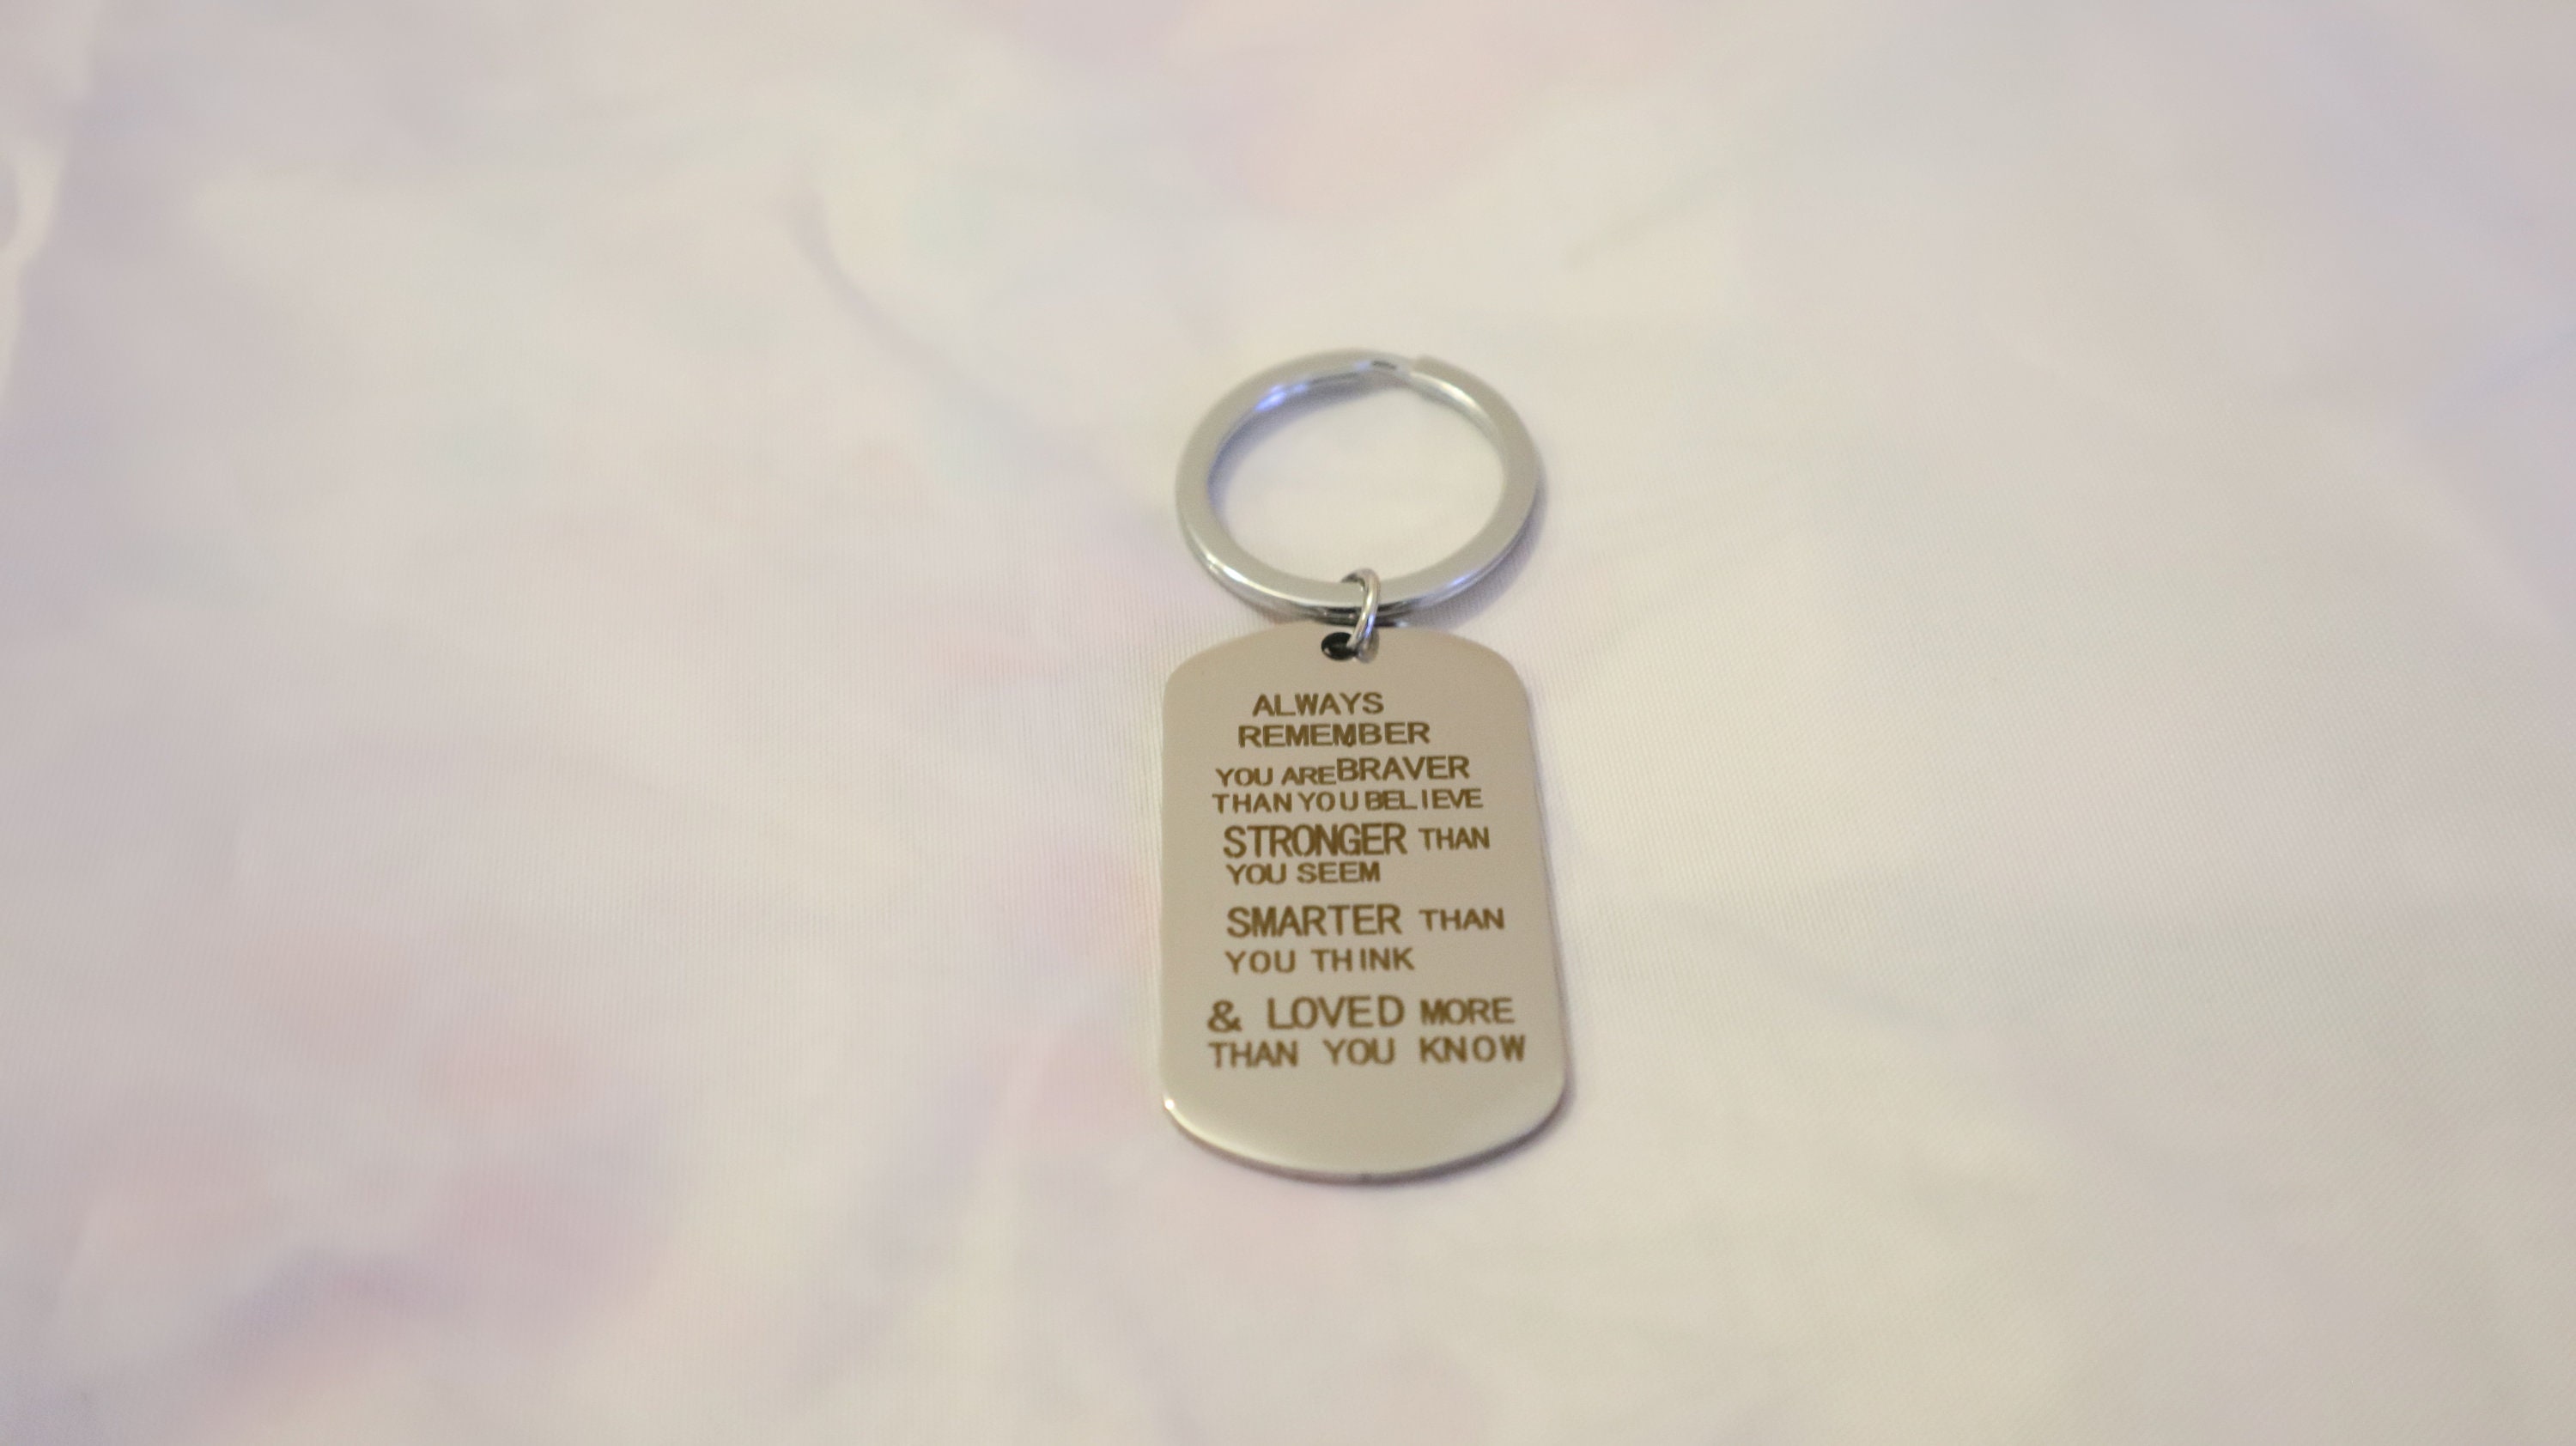 ALWAYS
REMEMBER
YOU ARE BRAVER
THAN YOU BELIEVE
STRONGER THAN
YOU SEEM
SMARTER THAN
YOU THINK
& LOVED MORE
THAN YOU KNOW